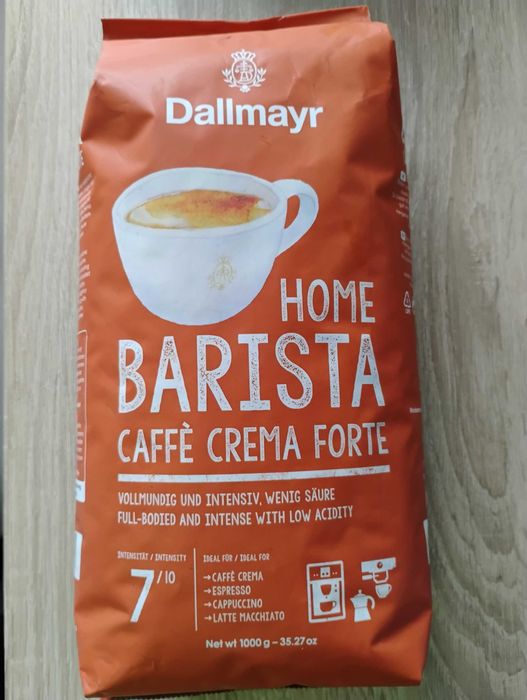 Dallmayr
HOME
BARISTA
CAFFÈ CREMA FORTE
VOLLMUNDIG UND INTENSIV, WENIG SÄURE
FULL-BODIED AND INTENSE WITH LOW ACIDITY
INTENSITÄT / INTENSITY
7/10
IDEAL FÜR / IDEAL FOR
→CAFFÈ CREMA
→ESPRESSO
→CAPPUCCINO
→LATTE MACCHIATO
Net wt 1000 g – 35.27 oz